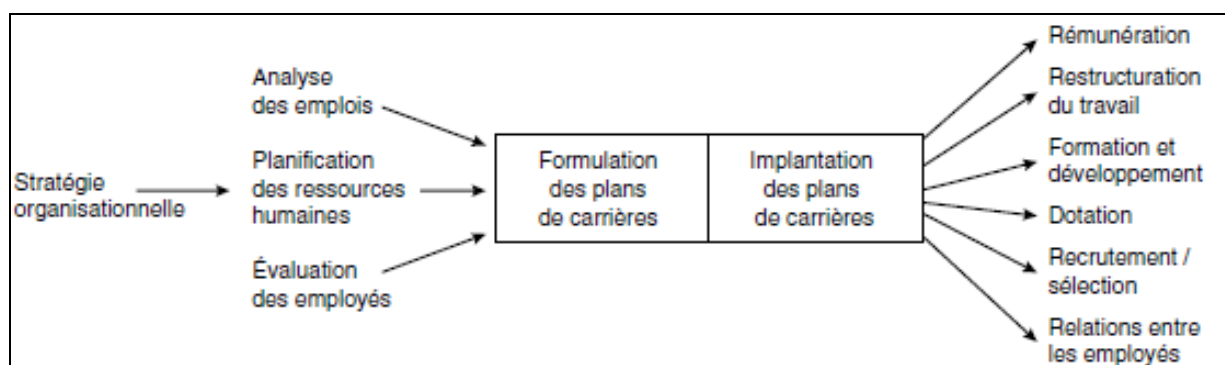 Stratégie
organisationnelle
Analyse
des emplois
Planification
des ressources
humaines
Évaluation
des employés
Formulation
des plans
de carrières
Implantation
des plans
de carrières
Rémunération
Restructuration
du travail
Formation et
développement
Dotation
Recrutement /
sélection
Relations entre
les employés